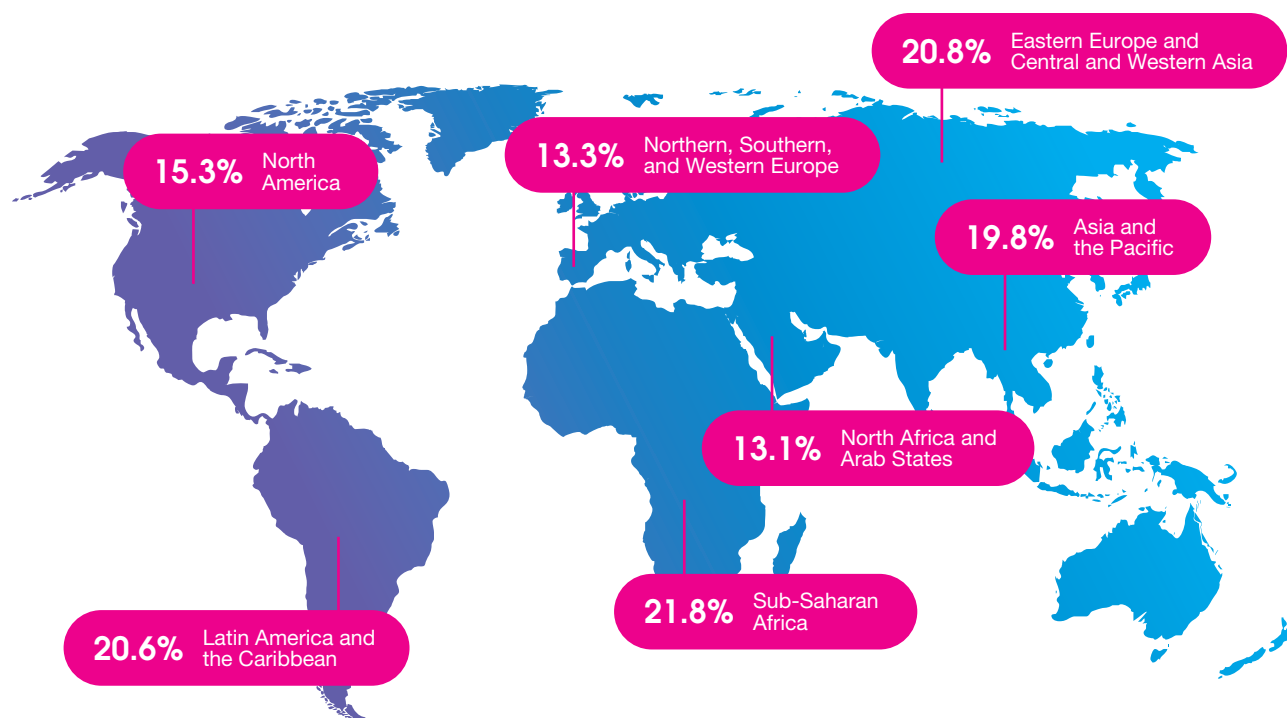 20.8%
Eastern Europe and
Central and Western Asia
15.3%
North
America
13.3%
Northern, Southern,
and Western Europe
19.8%
Asia and
the Pacific
13.1%
North Africa and
Arab States
21.8%
Sub-Saharan
Africa
20.6%
Latin America and
the Caribbean